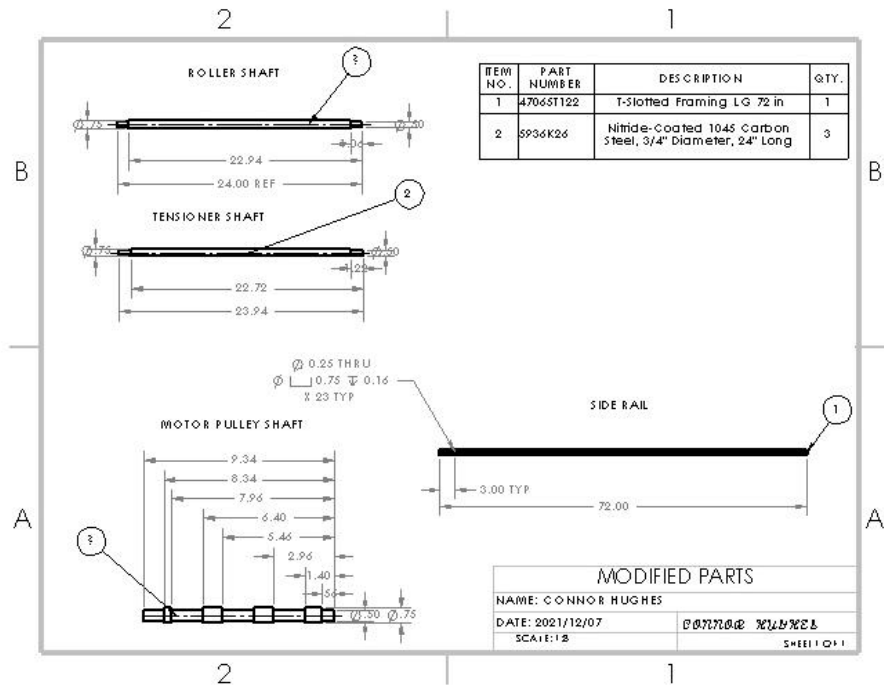 2 1
ROLLER SHAFT
?
Ø.75
Ø.50
22.94
24.00 REF
ITEM NO. PART NUMBER DESCRIPTION QTY.
1 47065T122 T-Slotted Framing LG 72 in 1
2 5936K26 Nitride-Coated 1045 Carbon
Steel, 3/4" Diameter, 24" Long 3
B B
TENSIONER SHAFT
2
Ø.75
Ø.50
1.22
22.72
23.94
Ø 0.25 THRU
Ø ⌴ 0.75 ↧ 0.16
X 23 TYP
SIDE RAIL
1
3.00 TYP
72.00
MOTOR PULLEY SHAFT
9.34
8.34
7.96
6.40
5.46
2.96
1.40
.56
Ø.50 Ø.75
?
A A
MODIFIED PARTS
NAME: CONNOR HUGHES
DATE: 2021/12/07 CONNOR HUGHES
SCALE:1:8
SHEET 1 OF 1
2 1